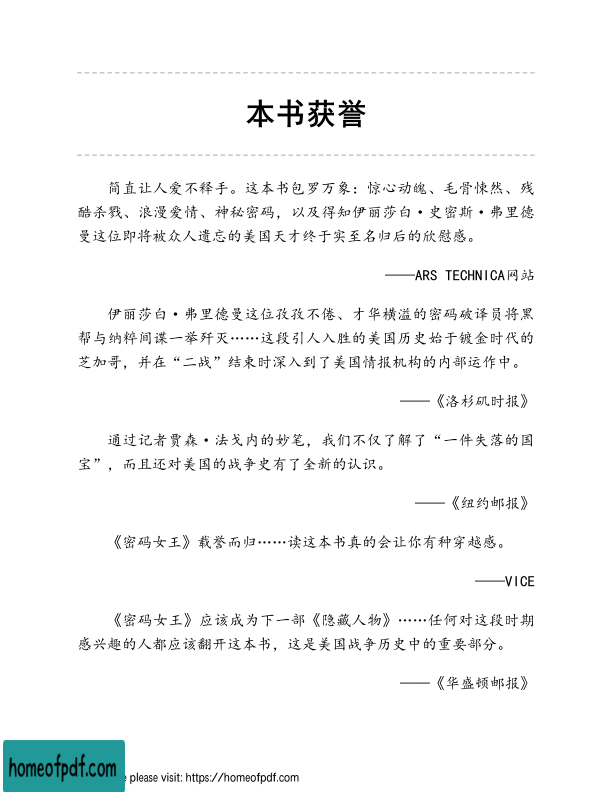 本书获誉
简直让人爱不释手。这本书包罗万象：惊心动魄、毛骨悚然、残
酷杀戮、浪漫爱情、神秘密码，以及得知伊丽莎白·史密斯·弗里德
曼这位即将被众人遗忘的美国天才终于实至名归后的欣慰感。
——ARS TECHNICA网站
伊丽莎白·弗里德曼这位孜孜不倦、才华横溢的密码破译员将黑
帮与纳粹间谍一举歼灭……这段引人入胜的美国历史始于镀金时代的
芝加哥，并在“二战”结束时深入到了美国情报机构的内部运作中。
——《洛杉矶时报》
通过记者贾森·法戈内的妙笔，我们不仅了解了“一件失落的国
宝”，而且还对美国的战争史有了全新的认识。
——《纽约邮报》
《密码女王》载誉而归……读这本书真的会让你有种穿越感。
——VICE
《密码女王》应该成为下一部《隐藏人物》……任何对这段时期
感兴趣的人都应该翻开这本书，这是美国战争历史中的重要部分。
——《华盛顿邮报》
homeofpdf.com
e please visit: https://homeofpdf.com